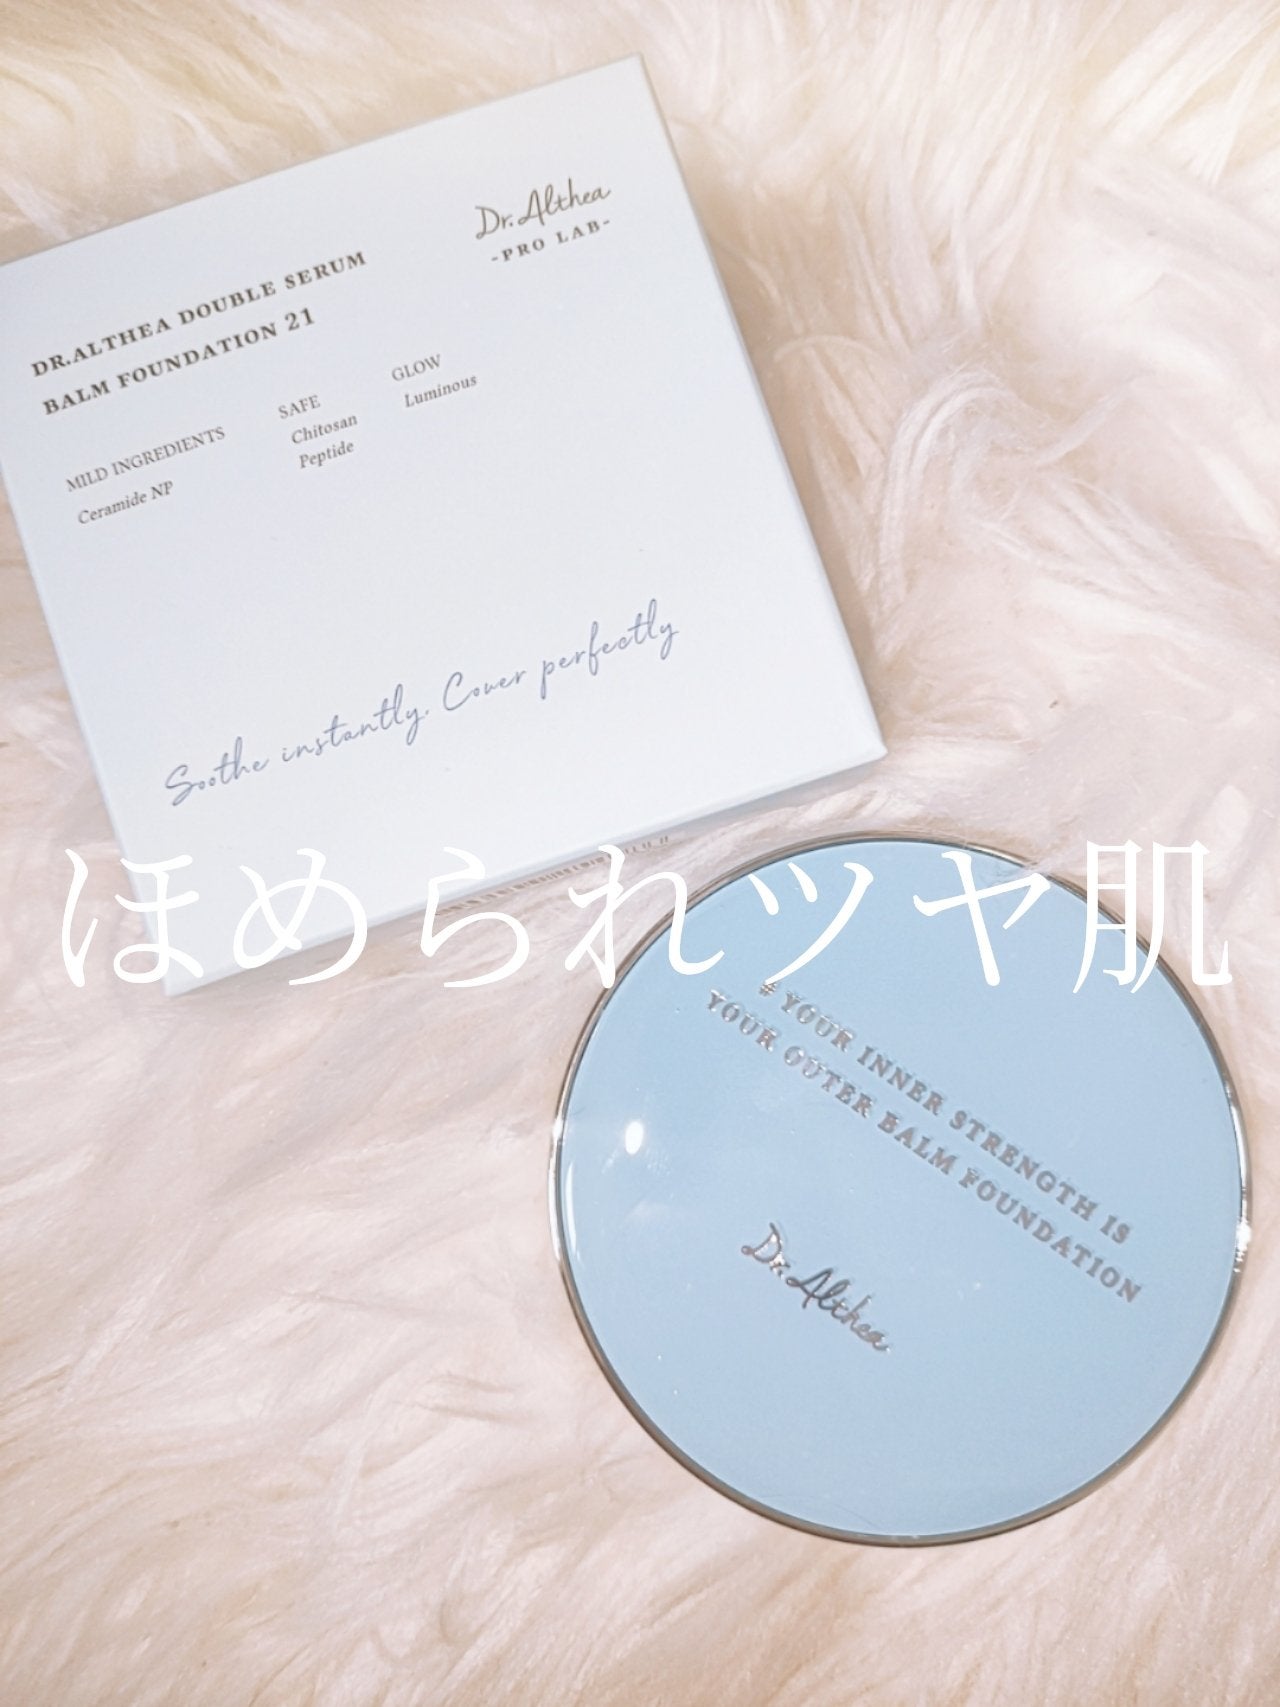 Dr.Althea
-PRO LAB-
DR.ALTHEA DOUBLE SERUM
BALM FOUNDATION 21
MILD INGREDIENTS
Ceramide NP
SAFE
Chitosan
Peptide
GLOW
Luminous
Soothe instantly. Cover perfectly
ほめられツヤ肌
# YOUR INNER STRENGTH IS
YOUR OUTER BALM FOUNDATION
Dr.Althea